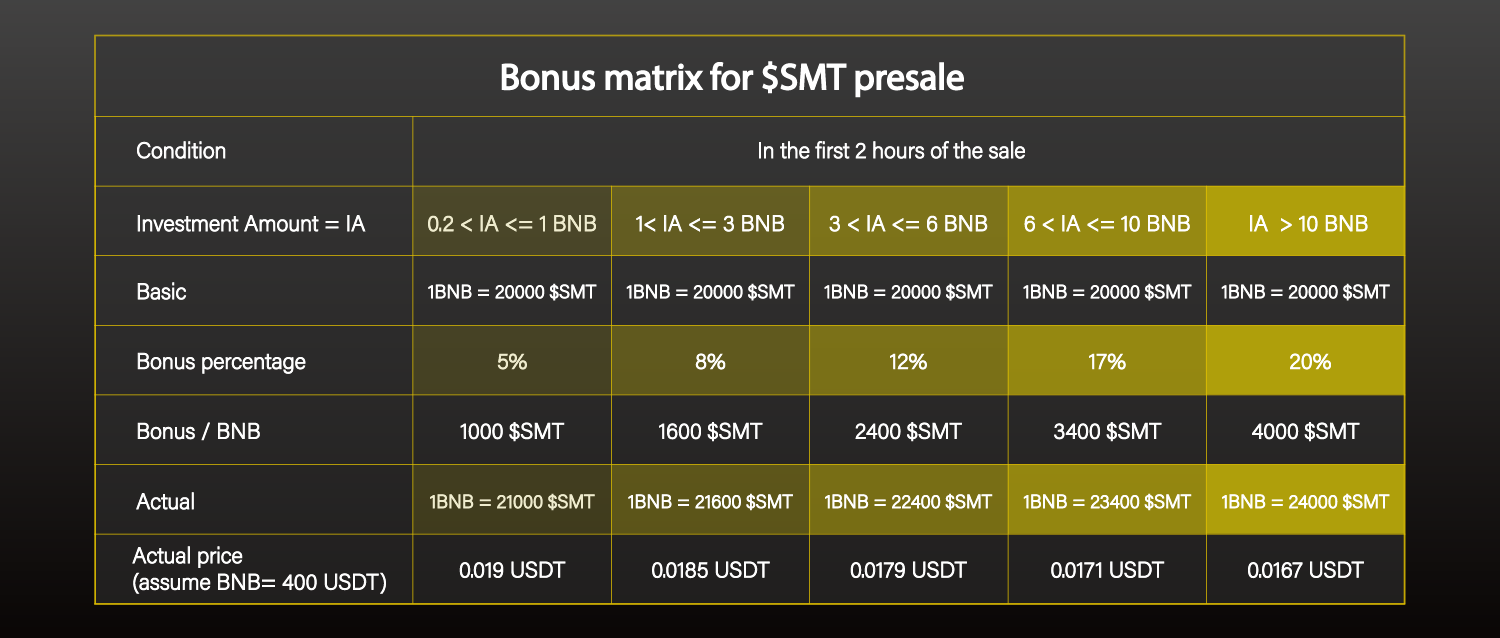 Bonus matrix for $SMT presale
Condition In the first 2 hours of the sale
Investment Amount = IA 0.2 < IA <= 1 BNB 1< IA <= 3 BNB 3 < IA <= 6 BNB 6 < IA <= 10 BNB IA > 10 BNB
Basic 1BNB = 20000 $SMT 1BNB = 20000 $SMT 1BNB = 20000 $SMT 1BNB = 20000 $SMT 1BNB = 20000 $SMT
Bonus percentage 5% 8% 12% 17% 20%
Bonus / BNB 1000 $SMT 1600 $SMT 2400 $SMT 3400 $SMT 4000 $SMT
Actual 1BNB = 21000 $SMT 1BNB = 21600 $SMT 1BNB = 22400 $SMT 1BNB = 23400 $SMT 1BNB = 24000 $SMT
Actual price
(assume BNB= 400 USDT) 0.019 USDT 0.0185 USDT 0.0179 USDT 0.0171 USDT 0.0167 USDT